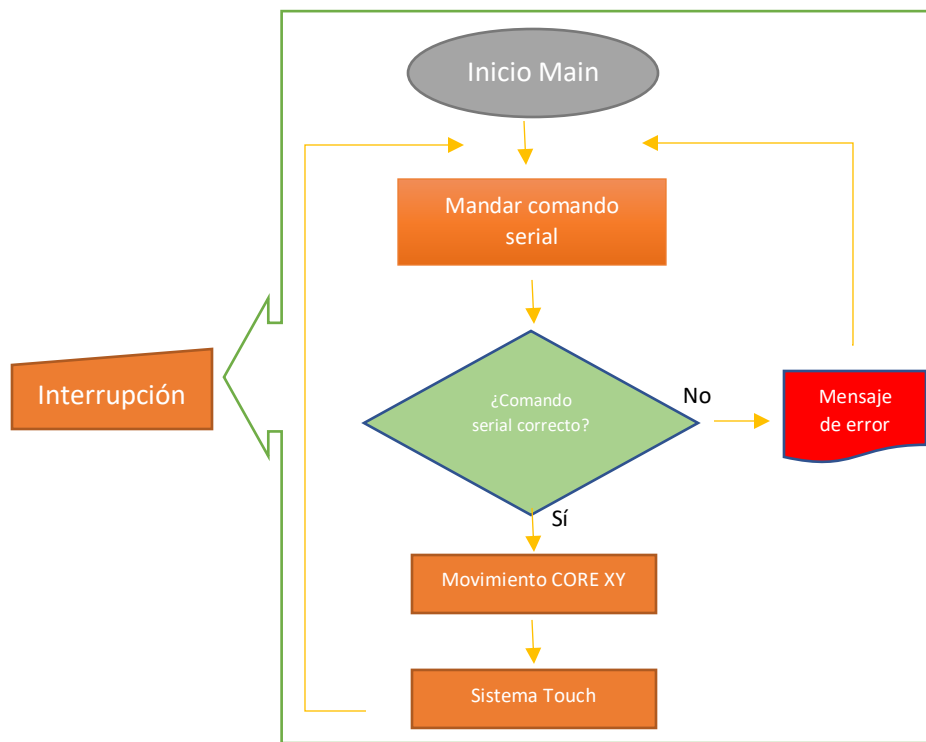 Inicio Main
Mandar comando
serial
Interrupción
¿Comando
serial correcto?
No
Mensaje
de error
Sí
Movimiento CORE XY
Sistema Touch